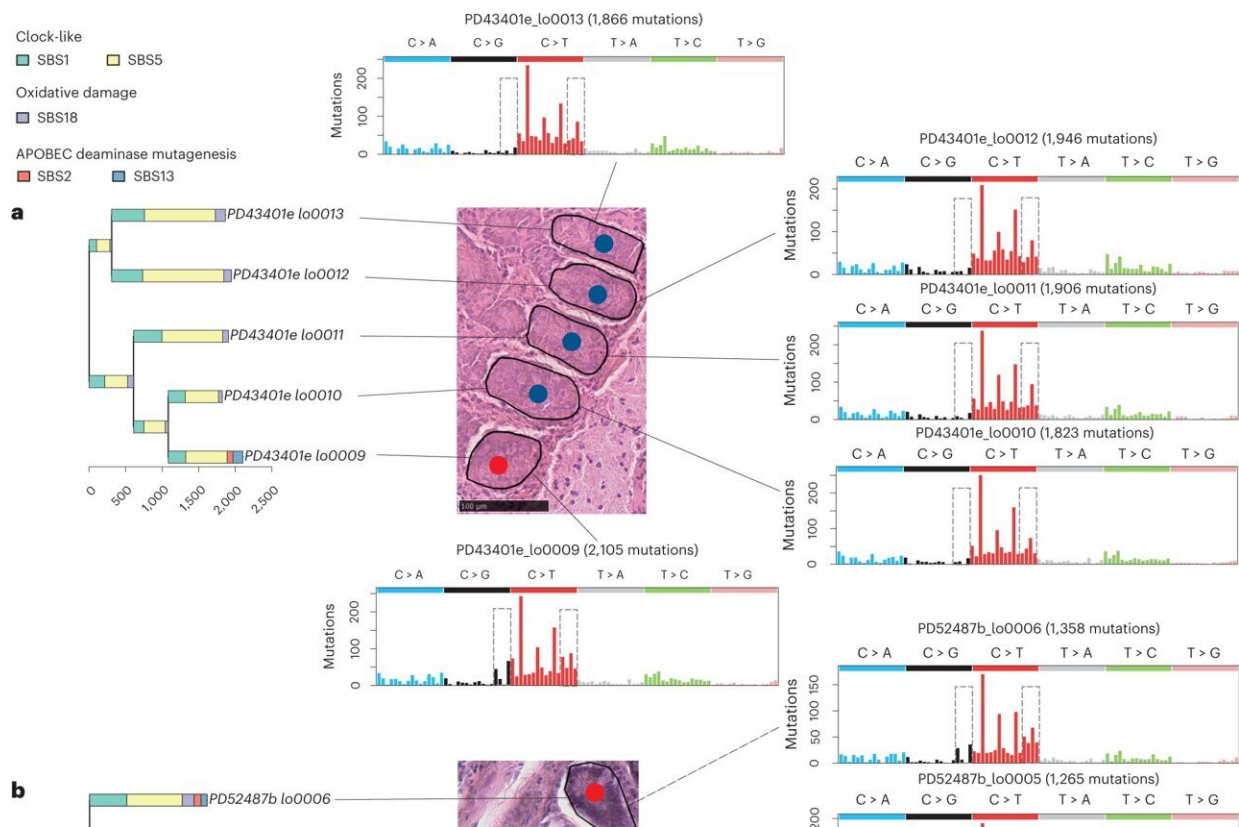 Clock-like
SBS1 SBS5
Oxidative damage
SBS18
APOBEC deaminase mutagenesis
SBS2 SBS13
PD43401e_lo0013 (1,866 mutations)
C > A C > G C > T T > A T > C T > G
Mutations
200
100
0
PD43401e_lo0012 (1,946 mutations)
C > A C > G C > T T > A T > C T > G
Mutations
200
100
0
a
PD43401e lo0013
PD43401e lo0012
PD43401e lo0011
PD43401e lo0010
PD43401e lo0009
0 500 1,000 1,500 2,000 2,500
100 µm
PD43401e_lo0011 (1,906 mutations)
C > A C > G C > T T > A T > C T > G
Mutations
200
100
0
PD43401e_lo0010 (1,823 mutations)
C > A C > G C > T T > A T > C T > G
Mutations
200
100
0
PD43401e_lo0009 (2,105 mutations)
C > A C > G C > T T > A T > C T > G
Mutations
200
100
0
PD52487b_lo0006 (1,358 mutations)
C > A C > G C > T T > A T > C T > G
Mutations
150
100
50
0
b
PD52487b lo0006
PD52487b_lo0005 (1,265 mutations)
C > A C > G C > T T > A T > C T > G
200